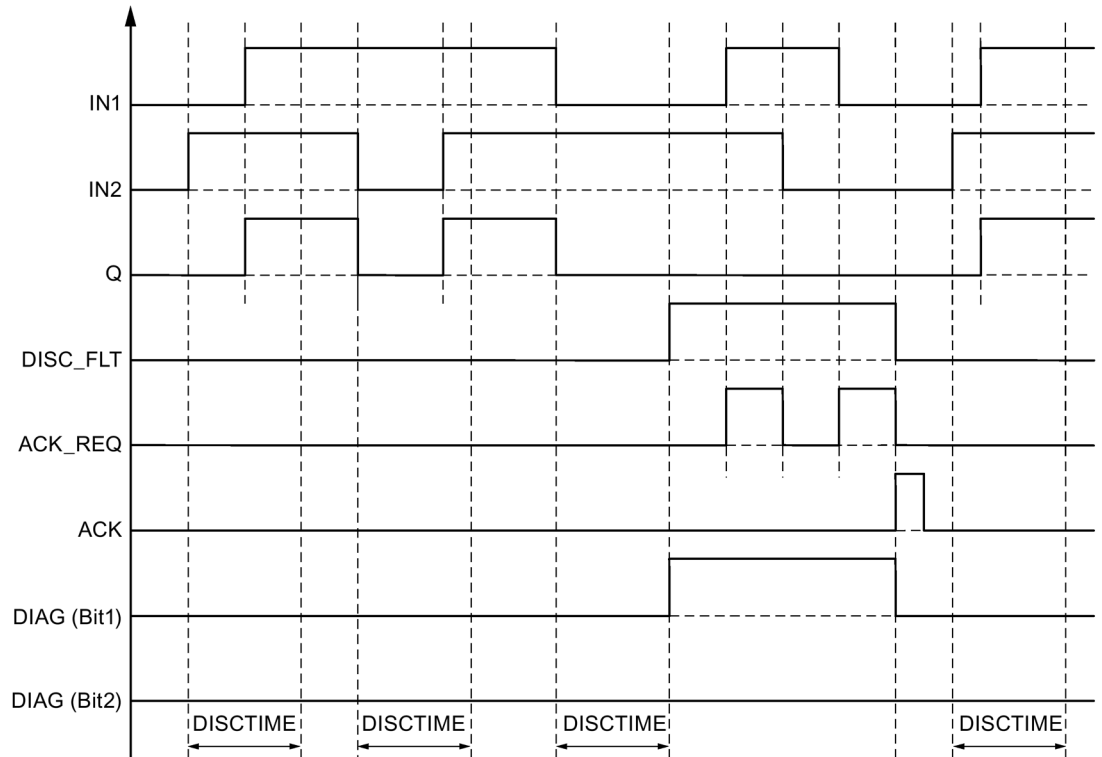 IN1
IN2
Q
DISC_FLT
ACK_REQ
ACK
DIAG (Bit1)
DIAG (Bit2)
DISCTIME DISCTIME DISCTIME DISCTIME